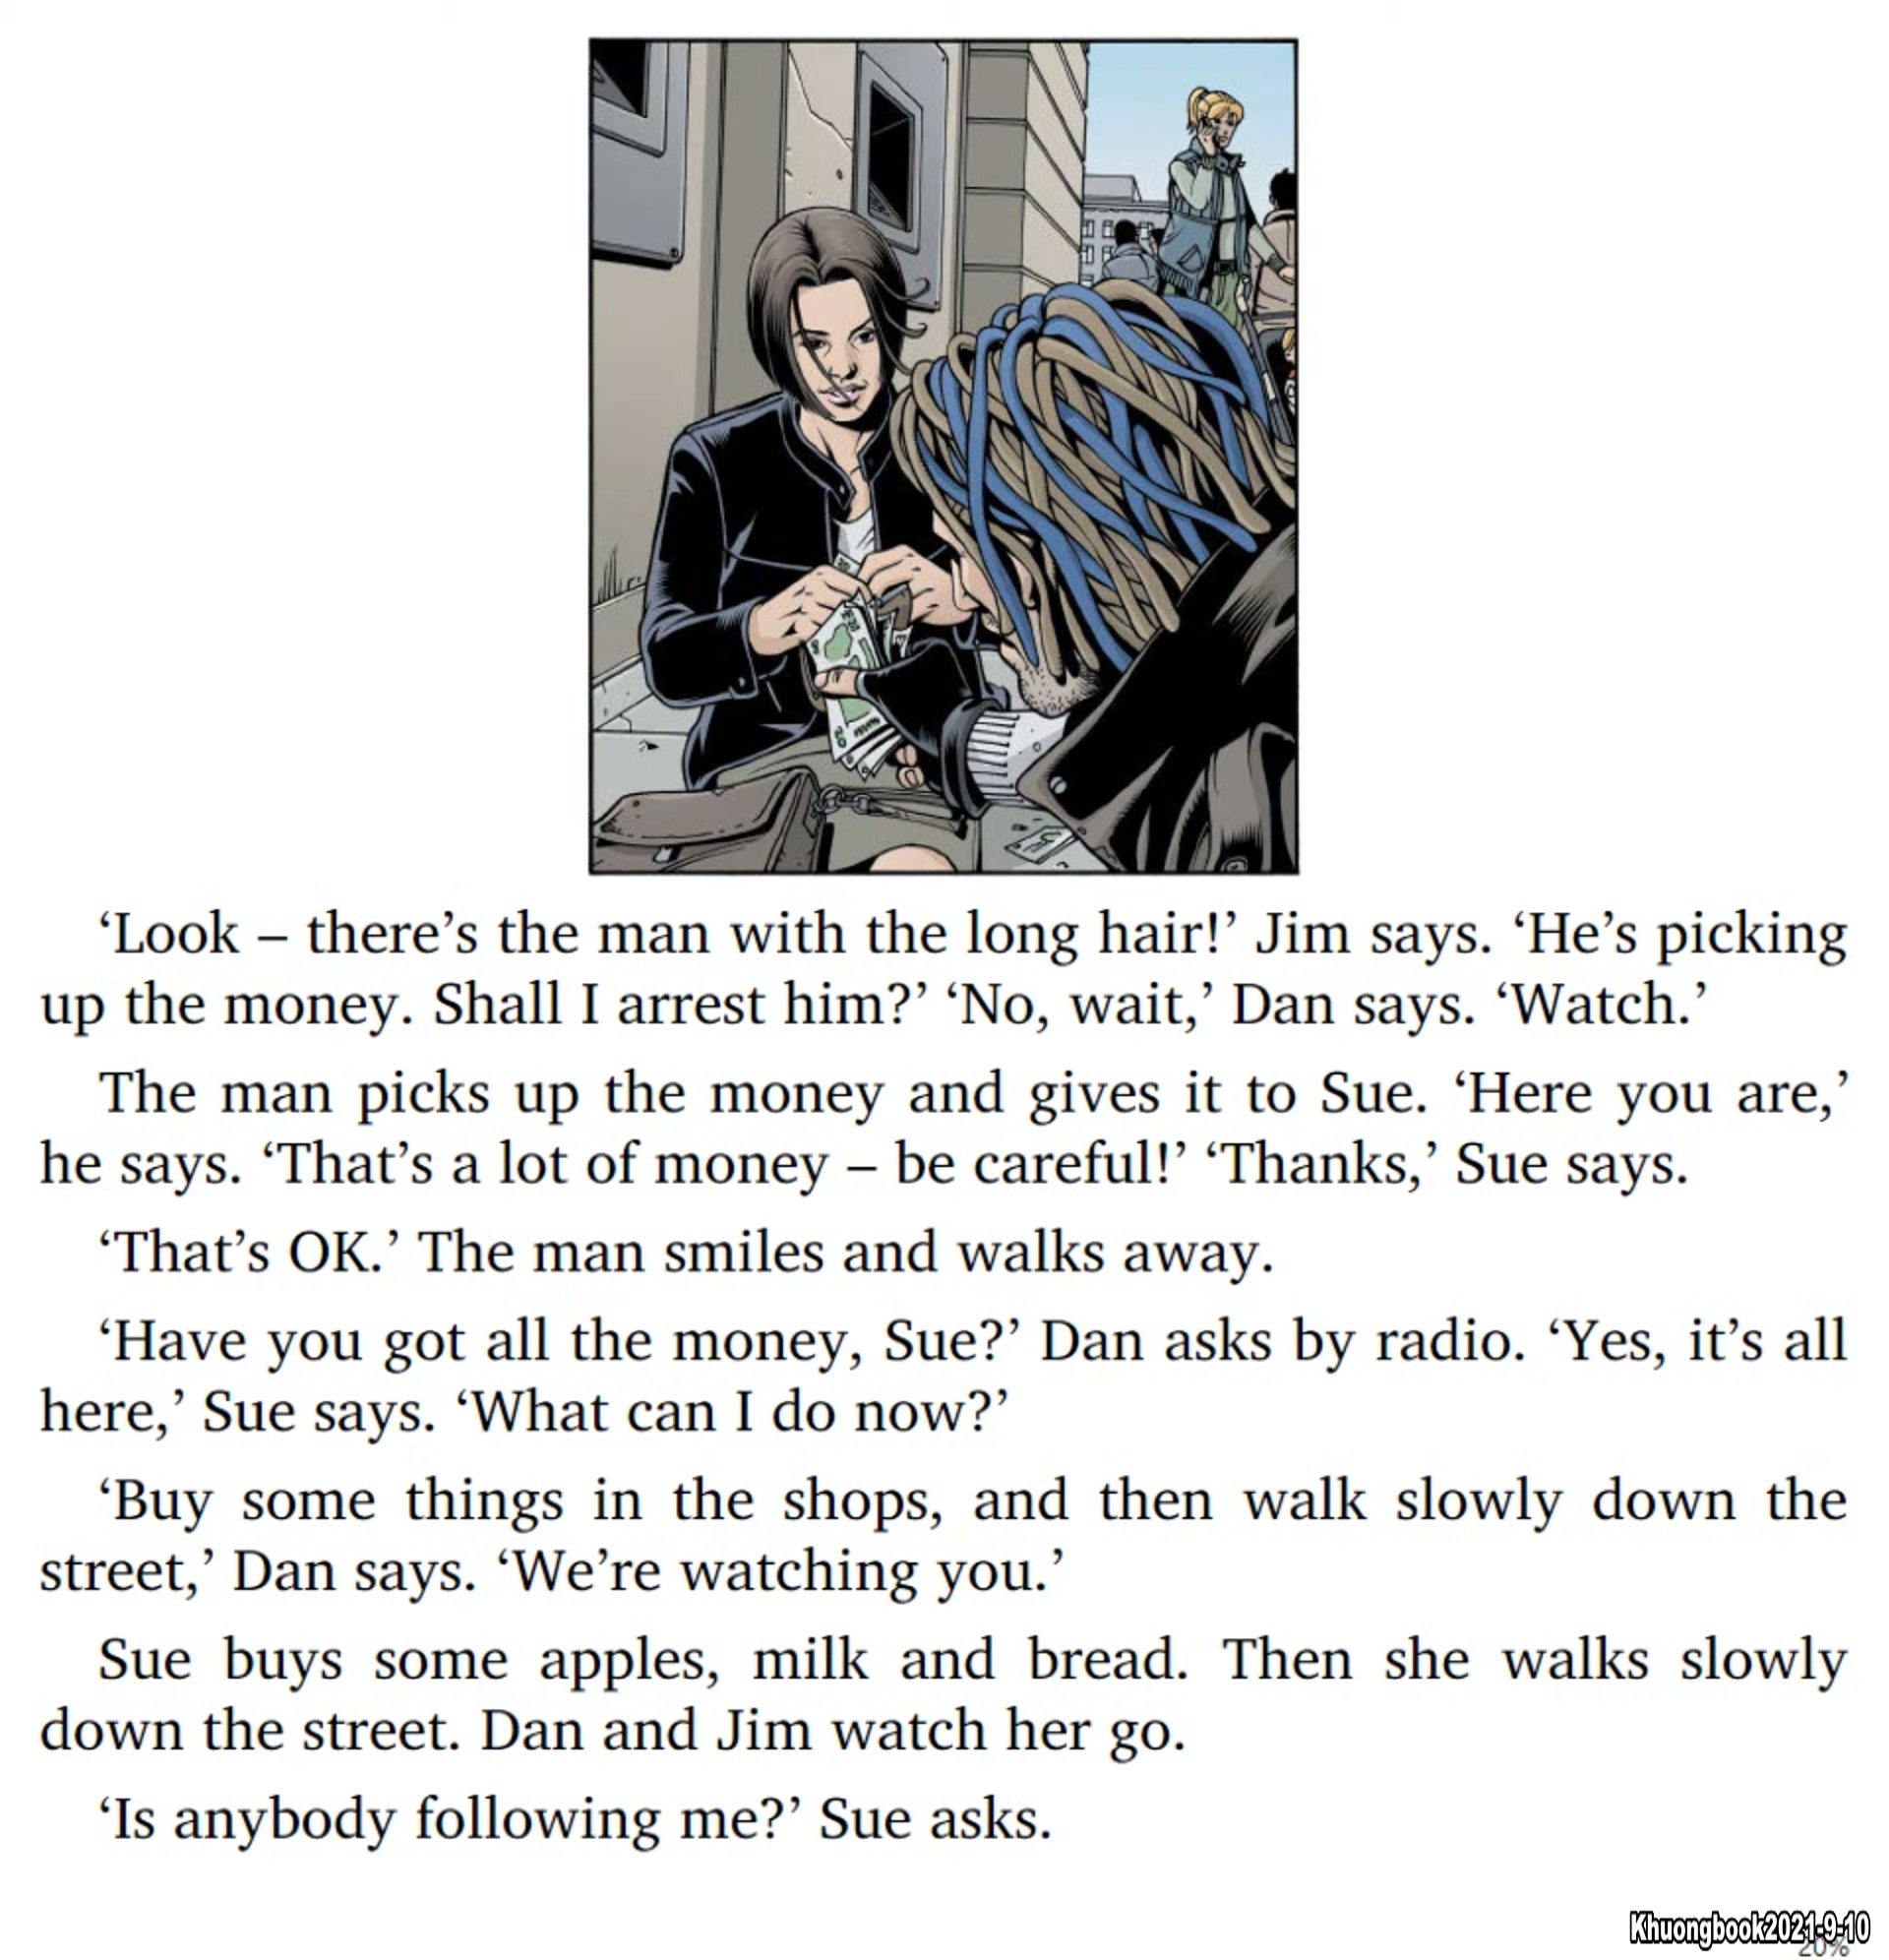 ‘Look – there’s the man with the long hair!’ Jim says. ‘He’s picking
up the money. Shall I arrest him?’ ‘No, wait,’ Dan says. ‘Watch.’
The man picks up the money and gives it to Sue. ‘Here you are,’
he says. ‘That’s a lot of money – be careful!’ ‘Thanks,’ Sue says.
‘That’s OK.’ The man smiles and walks away.
‘Have you got all the money, Sue?’ Dan asks by radio. ‘Yes, it’s all
here,’ Sue says. ‘What can I do now?’
‘Buy some things in the shops, and then walk slowly down the
street,’ Dan says. ‘We’re watching you.’
Sue buys some apples, milk and bread. Then she walks slowly
down the street. Dan and Jim watch her go.
‘Is anybody following me?’ Sue asks.
Khuongbook2021-9-10
20%